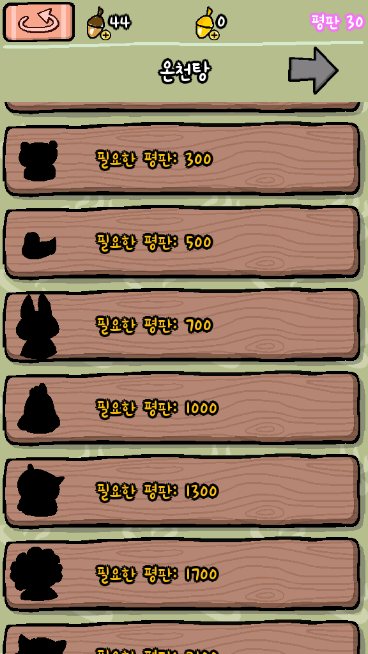 44 0 평판 30
온천탕
필요한 평판: 300
필요한 평판: 500
필요한 평판: 700
필요한 평판: 1000
필요한 평판: 1300
필요한 평판: 1700